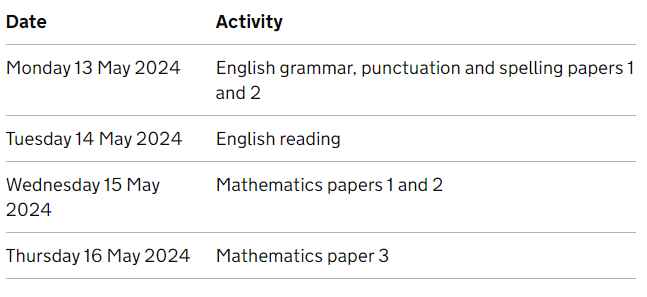 Date Activity
Monday 13 May 2024 English grammar, punctuation and spelling papers 1
and 2
Tuesday 14 May 2024 English reading
Wednesday 15 May Mathematics papers 1 and 2
2024
Thursday 16 May 2024 Mathematics paper 3